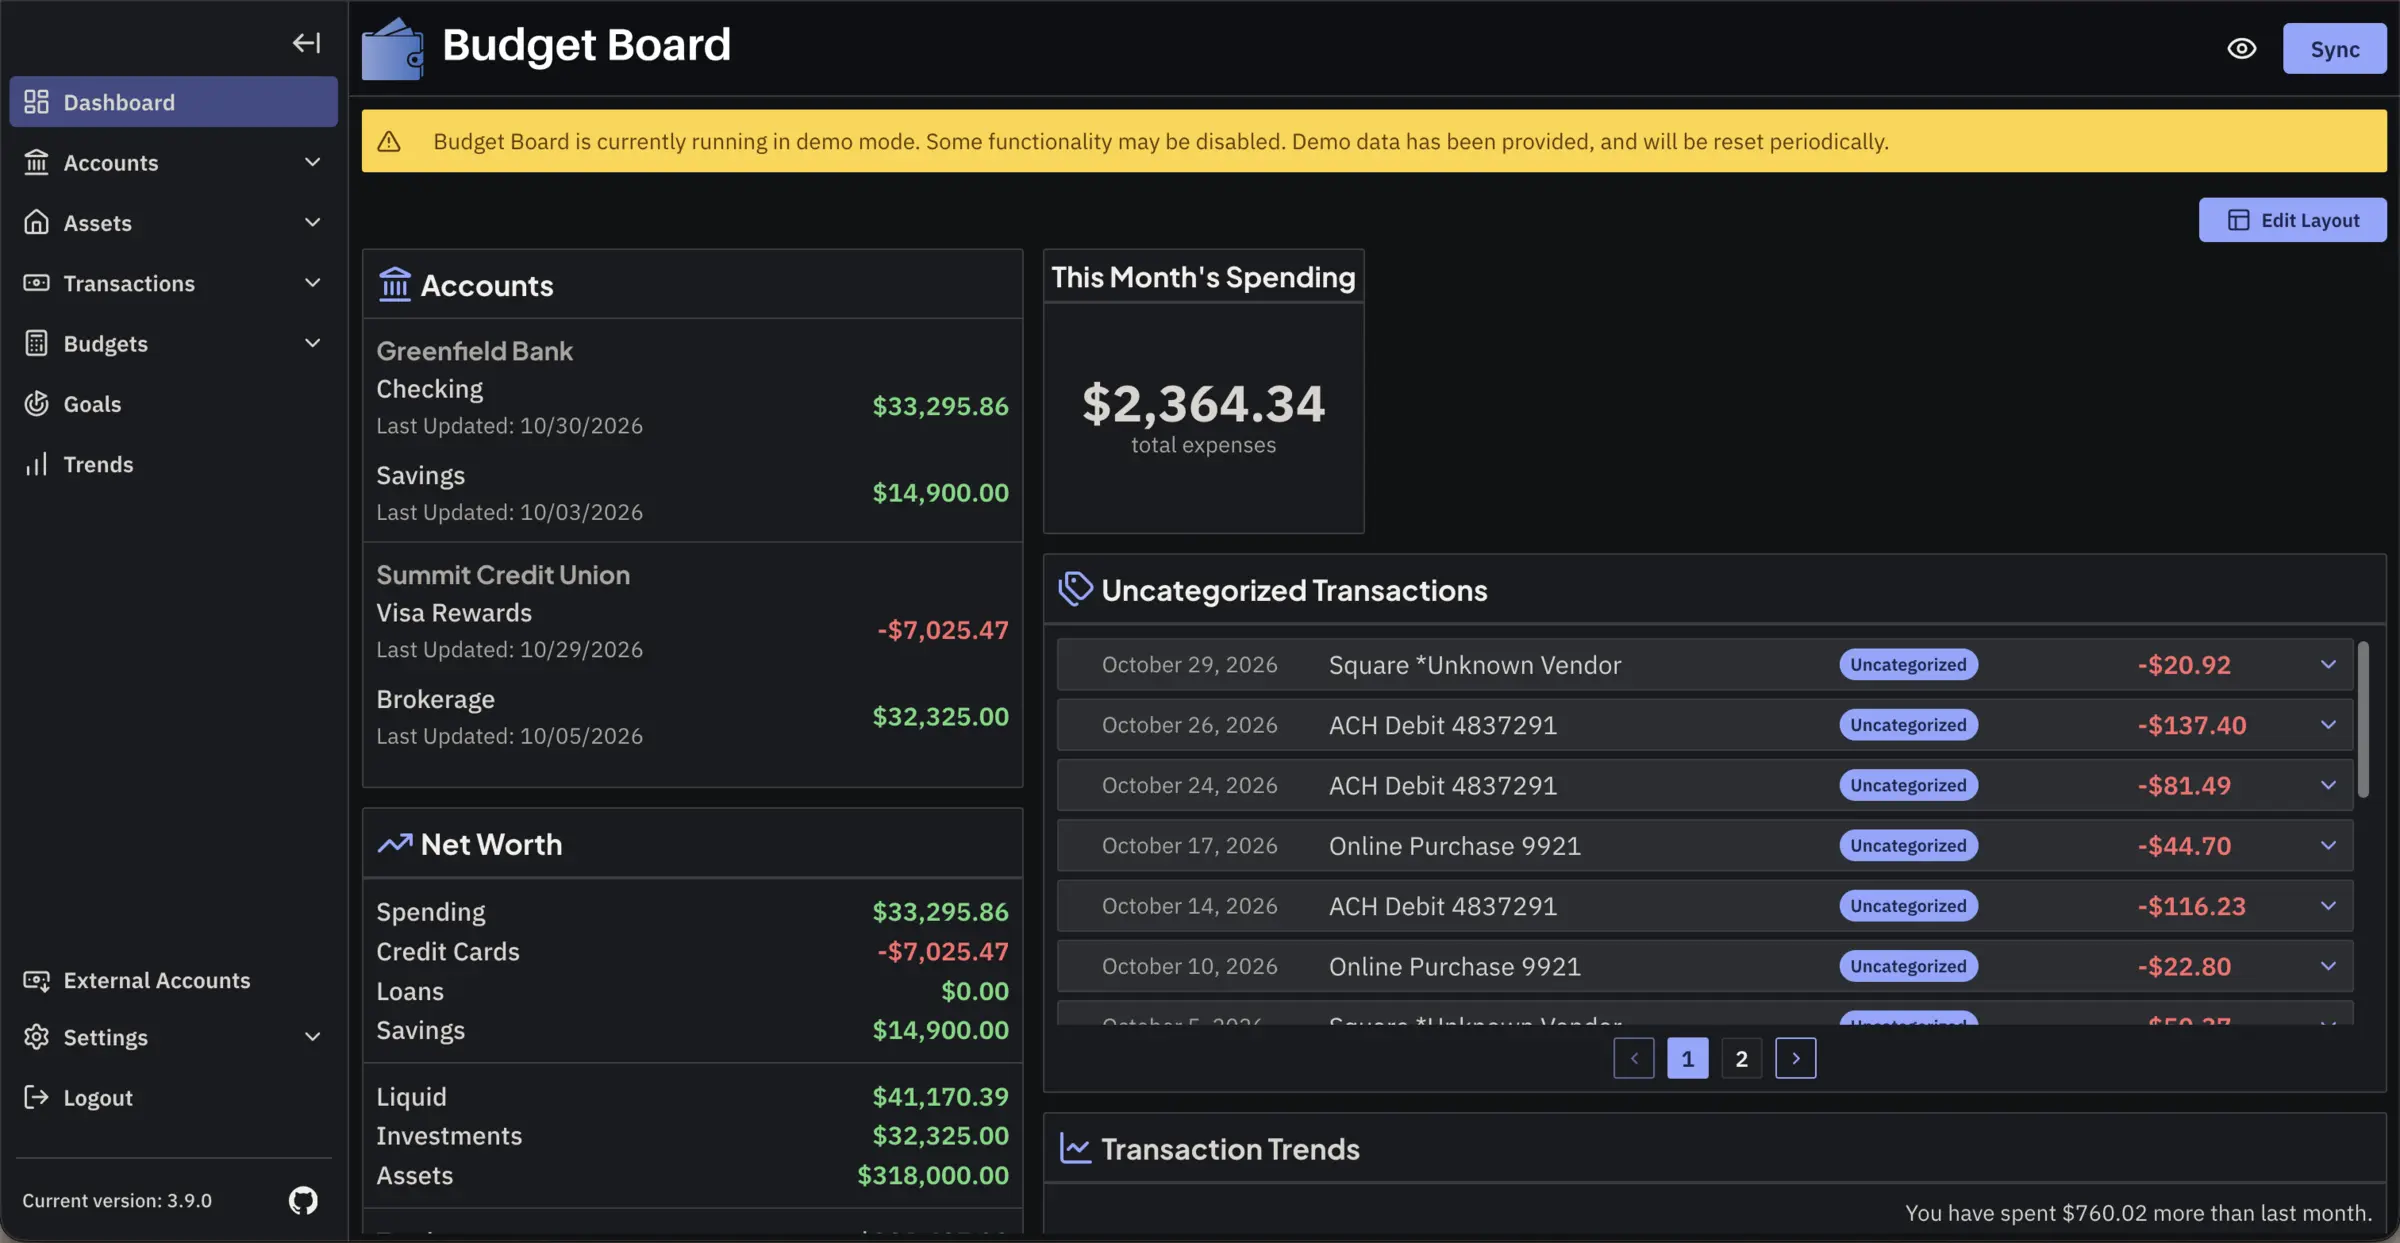 Budget Board
Sync
Dashboard
Accounts
Assets
Transactions
Budgets
Goals
Trends
External Accounts
Settings
Logout
Current version: 3.9.0
Budget Board is currently running in demo mode. Some functionality may be disabled. Demo data has been provided, and will be reset periodically.
Edit Layout
Accounts
Greenfield Bank
Checking
$33,295.86
Last Updated: 10/30/2026
Savings
$14,900.00
Last Updated: 10/03/2026
Summit Credit Union
Visa Rewards
-$7,025.47
Last Updated: 10/29/2026
Brokerage
$32,325.00
Last Updated: 10/05/2026
Net Worth
Spending $33,295.86
Credit Cards -$7,025.47
Loans $0.00
Savings $14,900.00
Liquid $41,170.39
Investments $32,325.00
Assets $318,000.00
This Month's Spending
$2,364.34
total expenses
Uncategorized Transactions
October 29, 2026 Square *Unknown Vendor Uncategorized -$20.92
October 26, 2026 ACH Debit 4837291 Uncategorized -$137.40
October 24, 2026 ACH Debit 4837291 Uncategorized -$81.49
October 17, 2026 Online Purchase 9921 Uncategorized -$44.70
October 14, 2026 ACH Debit 4837291 Uncategorized -$116.23
October 10, 2026 Online Purchase 9921 Uncategorized -$22.80
October 5, 2026 Square *Unknown Vendor Uncategorized
1 2
Transaction Trends
You have spent $760.02 more than last month.